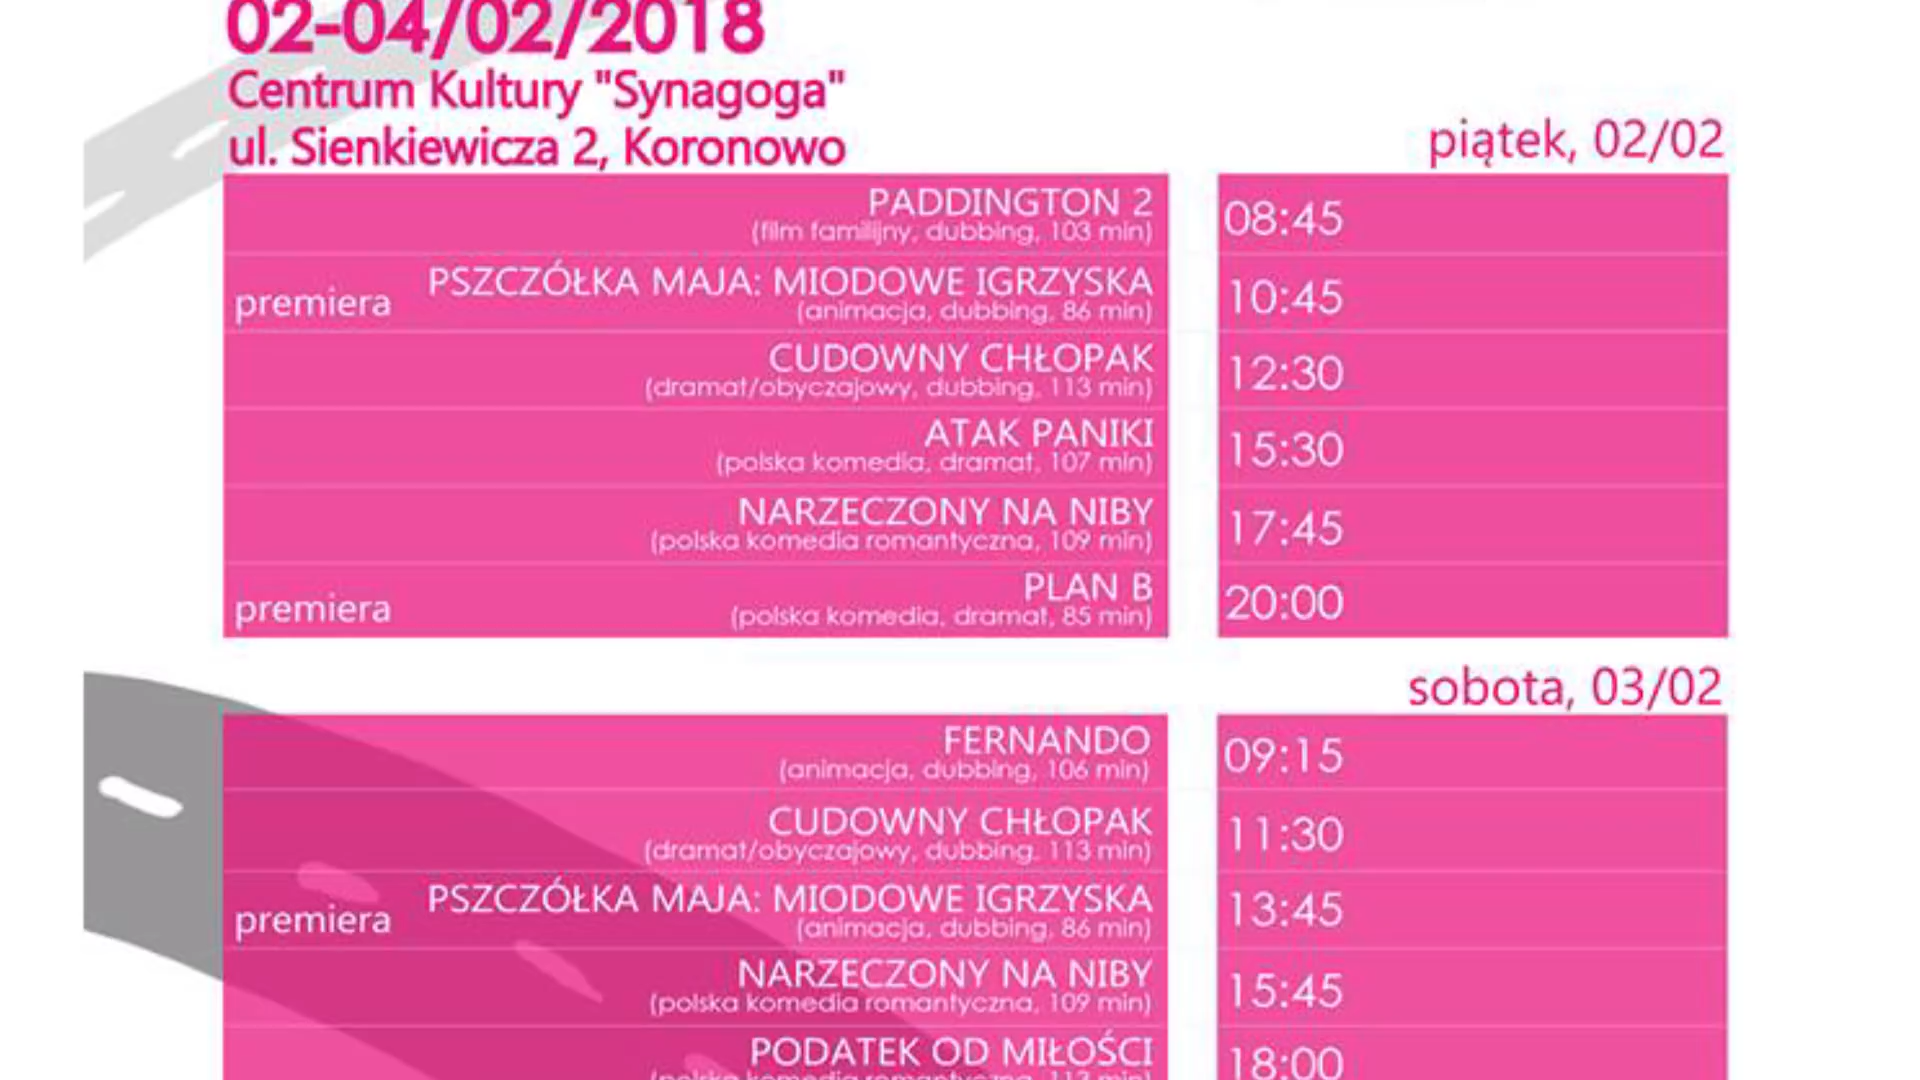 02-04/02/2018
Centrum Kultury "Synagoga"
ul. Sienkiewicza 2, Koronowo
piątek, 02/02
PADDINGTON 2 08:45
(film familijny, dubbing, 103 min)
premiera PSZCZÓŁKA MAJA: MIODOWE IGRZYSKA 10:45
(animacja, dubbing, 86 min)
CUDOWNY CHŁOPAK 12:30
(dramat/obyczajowy, dubbing, 113 min)
ATAK PANIKI 15:30
(polska komedia, dramat, 107 min)
NARZECZONY NA NIBY 17:45
(polska komedia romantyczna, 109 min)
premiera PLAN B 20:00
(polska komedia, dramat, 85 min)
sobota, 03/02
FERNANDO 09:15
(animacja, dubbing, 106 min)
CUDOWNY CHŁOPAK 11:30
(dramat/obyczajowy, dubbing, 113 min)
premiera PSZCZÓŁKA MAJA: MIODOWE IGRZYSKA 13:45
(animacja, dubbing, 86 min)
NARZECZONY NA NIBY 15:45
(polska komedia romantyczna, 109 min)
PODATEK OD MIŁOŚCI 18:00
(polska komedia romantyczna, 113 min)